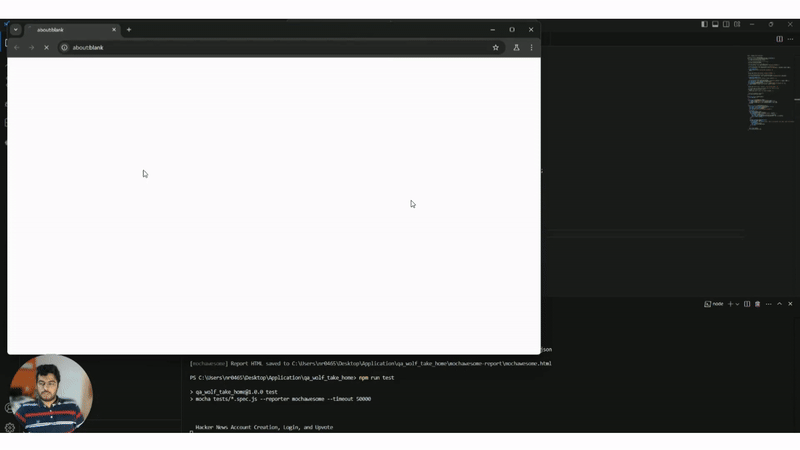 about:blank
about:blank
node
json
[mochawesome] Report HTML saved to C:\Users\nr0465\Desktop\Application\qa_wolf_take_home\mochawesome-report\mochawesome.html
PS C:\Users\nr0465\Desktop\Application\qa_wolf_take_home> npm run test
> qa_wolf_take_home@1.0.0 test
> mocha tests/*.spec.js --reporter mochawesome --timeout 50000
Hacker News Account Creation, Login, and Upvote